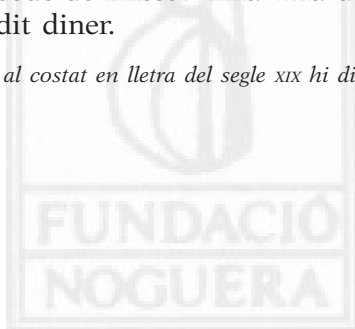 dit diner.
al costat en lletra del segle XIX hi di
FUNDACIÓ
NOGUERA